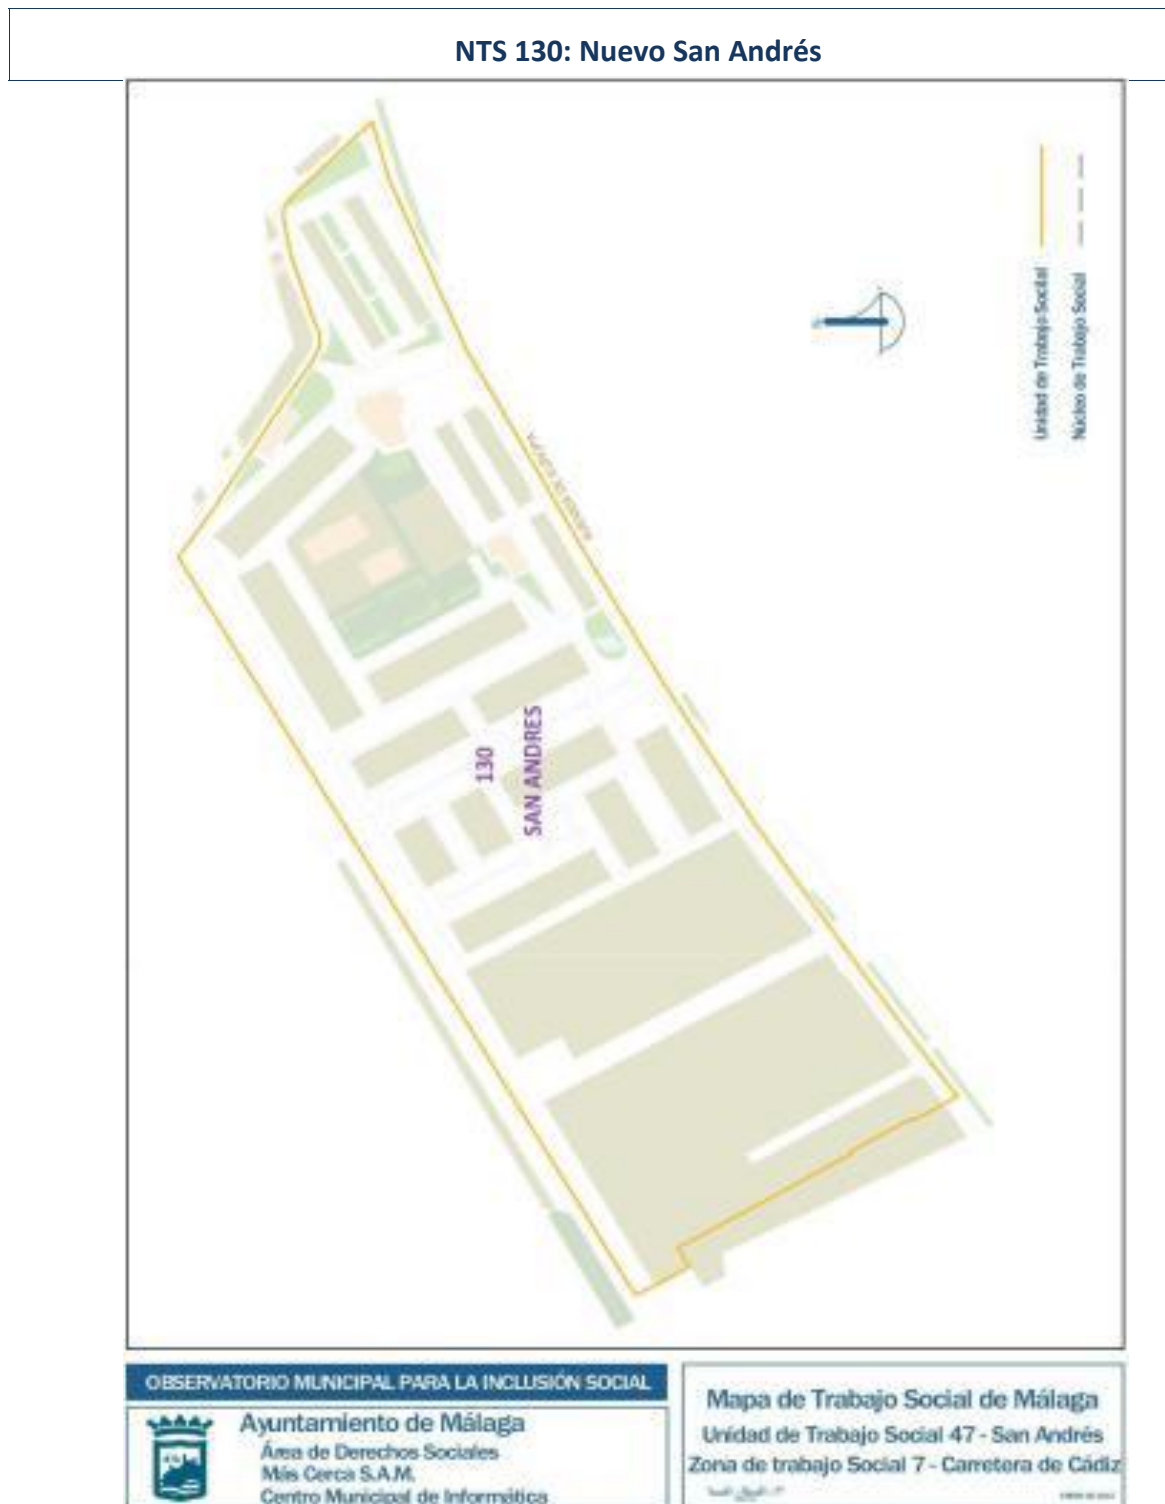 NTS 130: Nuevo San Andrés
Unidad de Trabajo Social
Núcleo de Trabajo Social
130
SAN ANDRES
OBSERVATORIO MUNICIPAL PARA LA INCLUSIÓN SOCIAL
Ayuntamiento de Málaga
Área de Derechos Sociales
Más Cerca S.A.M.
Centro Municipal de Informática
Mapa de Trabajo Social de Málaga
Unidad de Trabajo Social 47 - San Andrés
Zona de trabajo Social 7 - Carretera de Cádiz